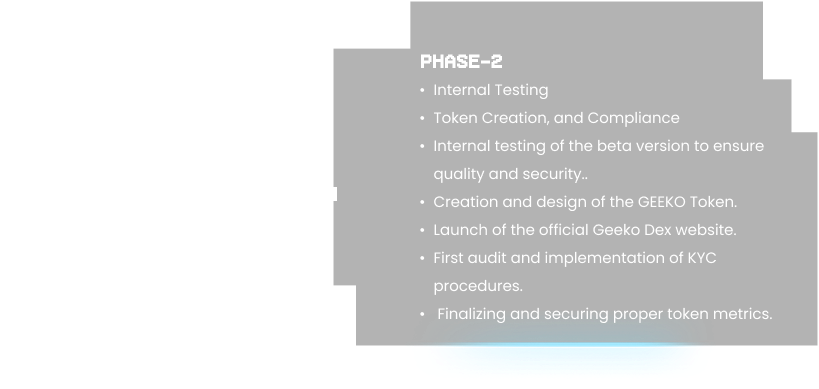 PHASE-2
• Internal Testing
• Token Creation, and Compliance
• Internal testing of the beta version to ensure
quality and security..
• Creation and design of the GEEKO Token.
• Launch of the official Geeko Dex website.
• First audit and implementation of KYC
procedures.
• Finalizing and securing proper token metrics.